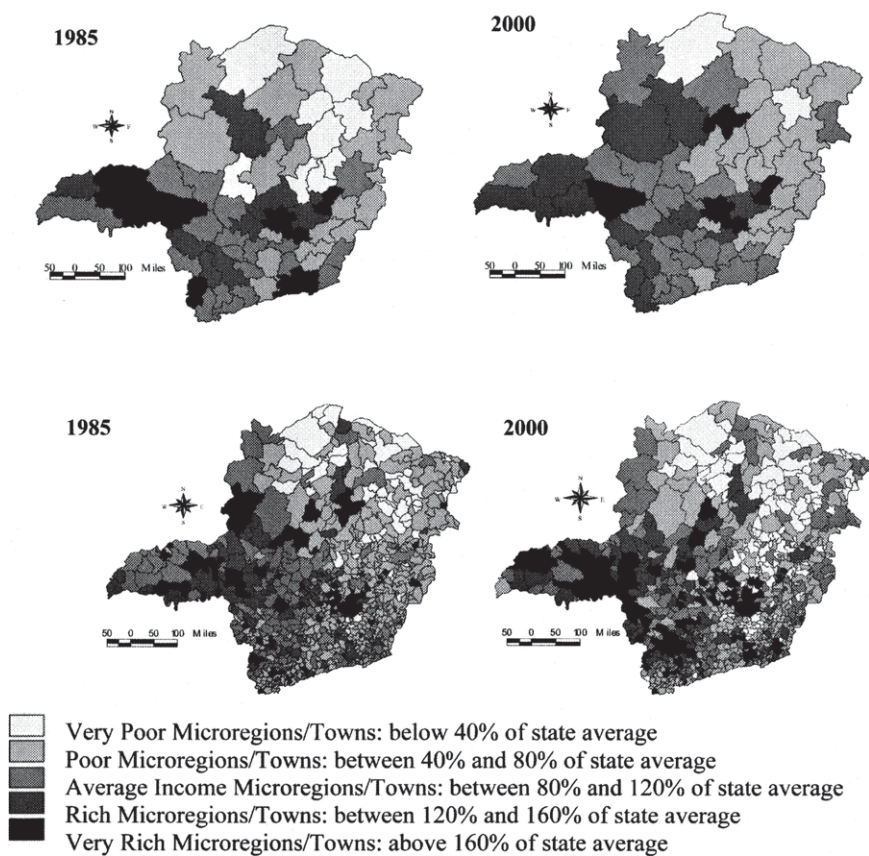 1985
2000
N
W E
S
N
W E
S
50 0 50 100 Miles
50 0 50 100 Miles
1985
2000
N
W E
S
N
W E
S
50 0 50 100 Miles
50 0 50 100 Miles
Very Poor Microregions/Towns: below 40% of state average
Poor Microregions/Towns: between 40% and 80% of state average
Average Income Microregions/Towns: between 80% and 120% of state average
Rich Microregions/Towns: between 120% and 160% of state average
Very Rich Microregions/Towns: above 160% of state average